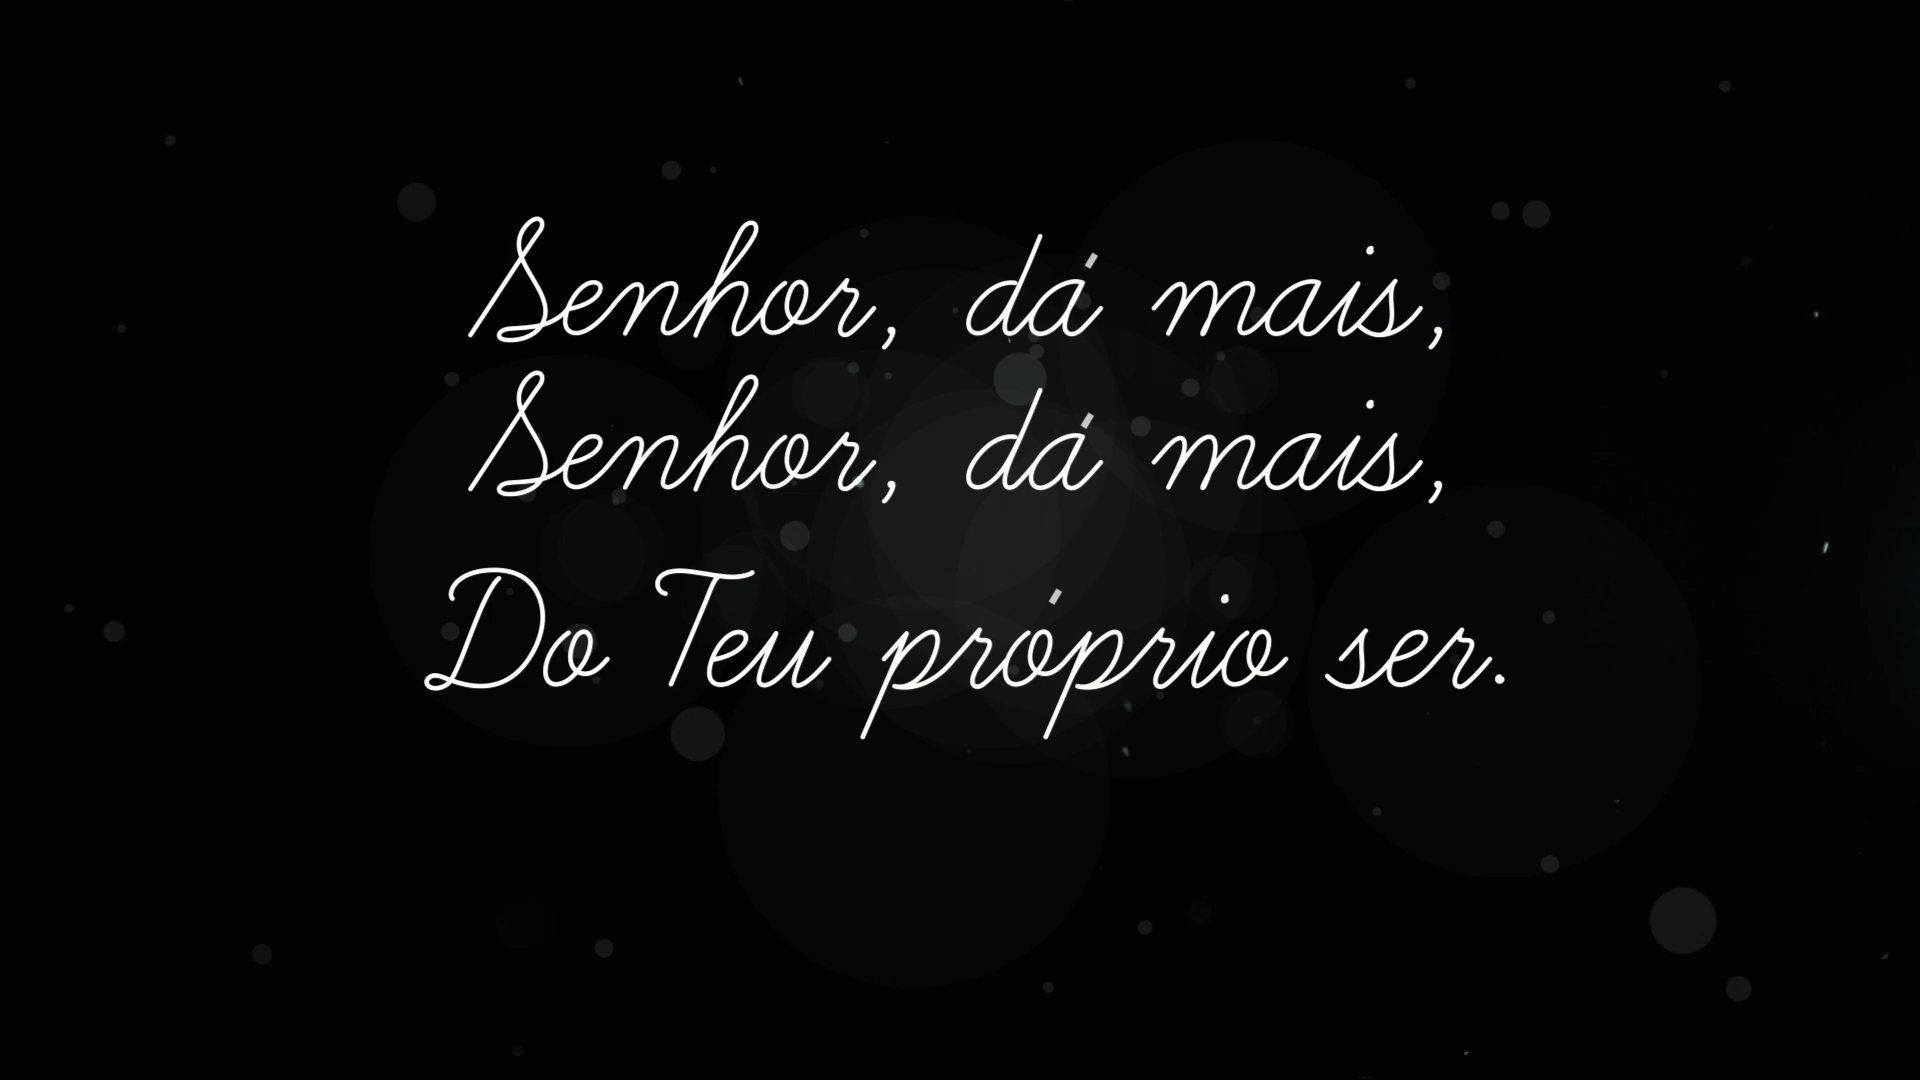 Senhor, dá mais,
Senhor, dá mais,
Do Teu próprio ser.